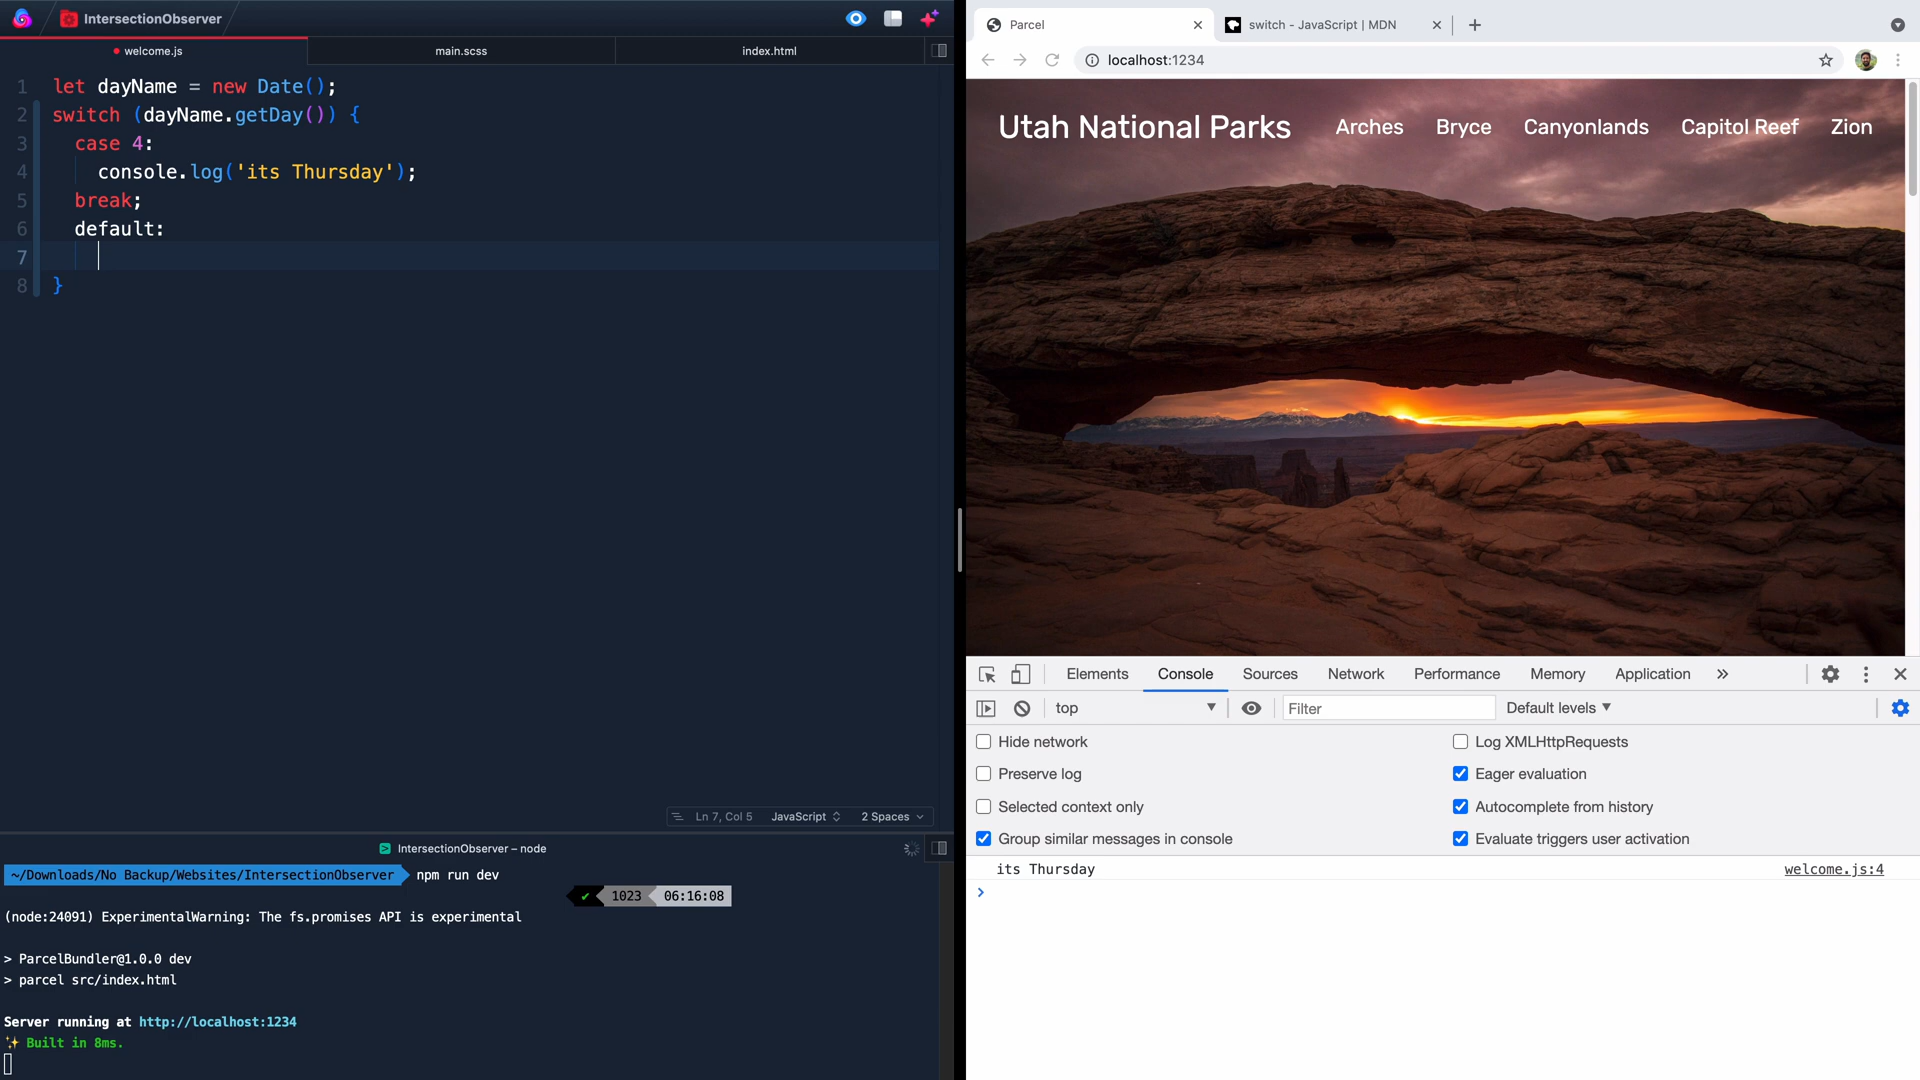 IntersectionObserver
welcome.js
main.scss
index.html
1 let dayName = new Date();
2 switch (dayName.getDay()) {
3 case 4:
4 console.log('its Thursday');
5 break;
6 default:
7
8 }
Ln 7, Col 5 JavaScript 2 Spaces
IntersectionObserver – node
~/Downloads/No Backup/Websites/IntersectionObserver npm run dev
✔ 1023 06:16:08
(node:24091) ExperimentalWarning: The fs.promises API is experimental
> ParcelBundler@1.0.0 dev
> parcel src/index.html
Server running at http://localhost:1234
✨ Built in 8ms.
Parcel
switch - JavaScript | MDN
localhost:1234
Utah National Parks Arches Bryce Canyonlands Capitol Reef Zion
Elements Console Sources Network Performance Memory Application »
top Filter Default levels
Hide network
Log XMLHttpRequests
Preserve log
Eager evaluation
Selected context only
Autocomplete from history
Group similar messages in console
Evaluate triggers user activation
its Thursday welcome.js:4
>